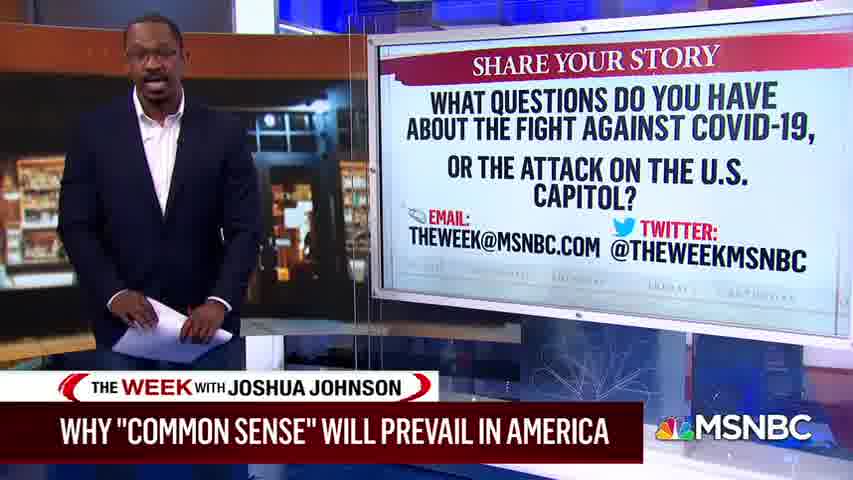 SHARE YOUR STORY
WHAT QUESTIONS DO YOU HAVE
ABOUT THE FIGHT AGAINST COVID-19,
OR THE ATTACK ON THE U.S.
CAPITOL?
EMAIL:
THEWEEK@MSNBC.COM
TWITTER:
@THEWEEKMSNBC
THE WEEK WITH JOSHUA JOHNSON
WHY "COMMON SENSE" WILL PREVAIL IN AMERICA
MSNBC